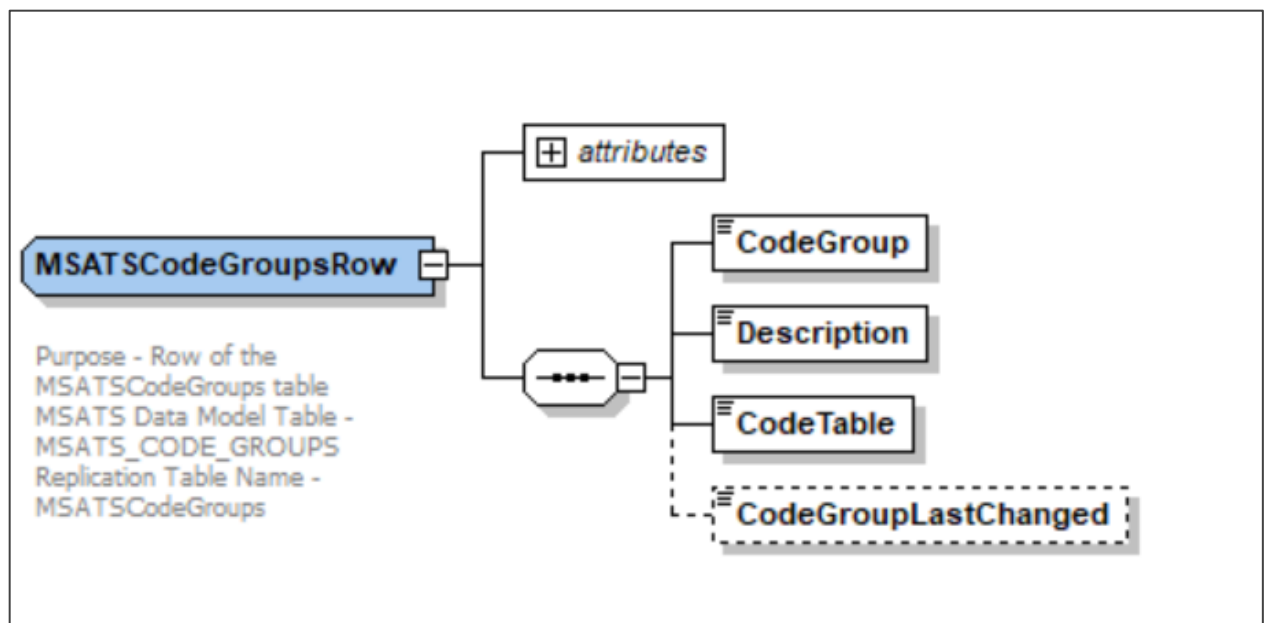 attributes
MSATSCodeGroupsRow
Purpose - Row of the
MSATSCodeGroups table
MSATS Data Model Table -
MSATS_CODE_GROUPS
Replication Table Name -
MSATSCodeGroups
CodeGroup
Description
CodeTable
CodeGroupLastChanged